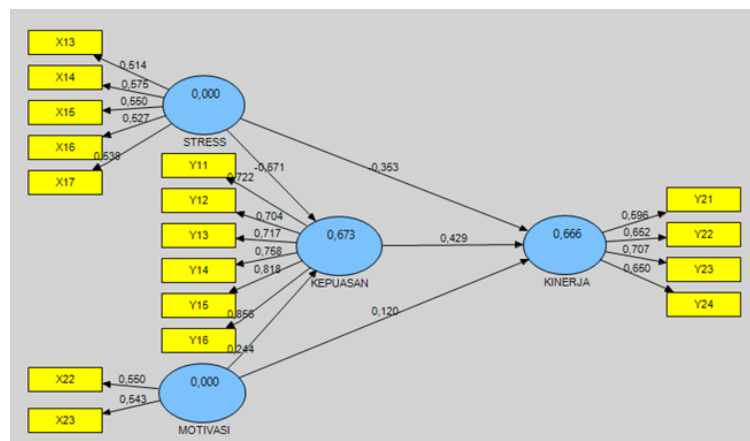 X13
0,514
X14
0,575
0,000
X15
0,550
X16
0,527
STRESS
0,538
X17
Y11
-0,671
-0,353
0,722
Y12
Y21
0,704
0,596
Y13
0,717
0,673
0,429
0,666
0,652
Y22
0,758
0,707
Y14
0,818
KEPUASAN
KINERJA
0,650
Y23
Y15
Y24
0,856
0,120
Y16
0,244
X22
0,550
0,000
0,543
X23
MOTIVASI